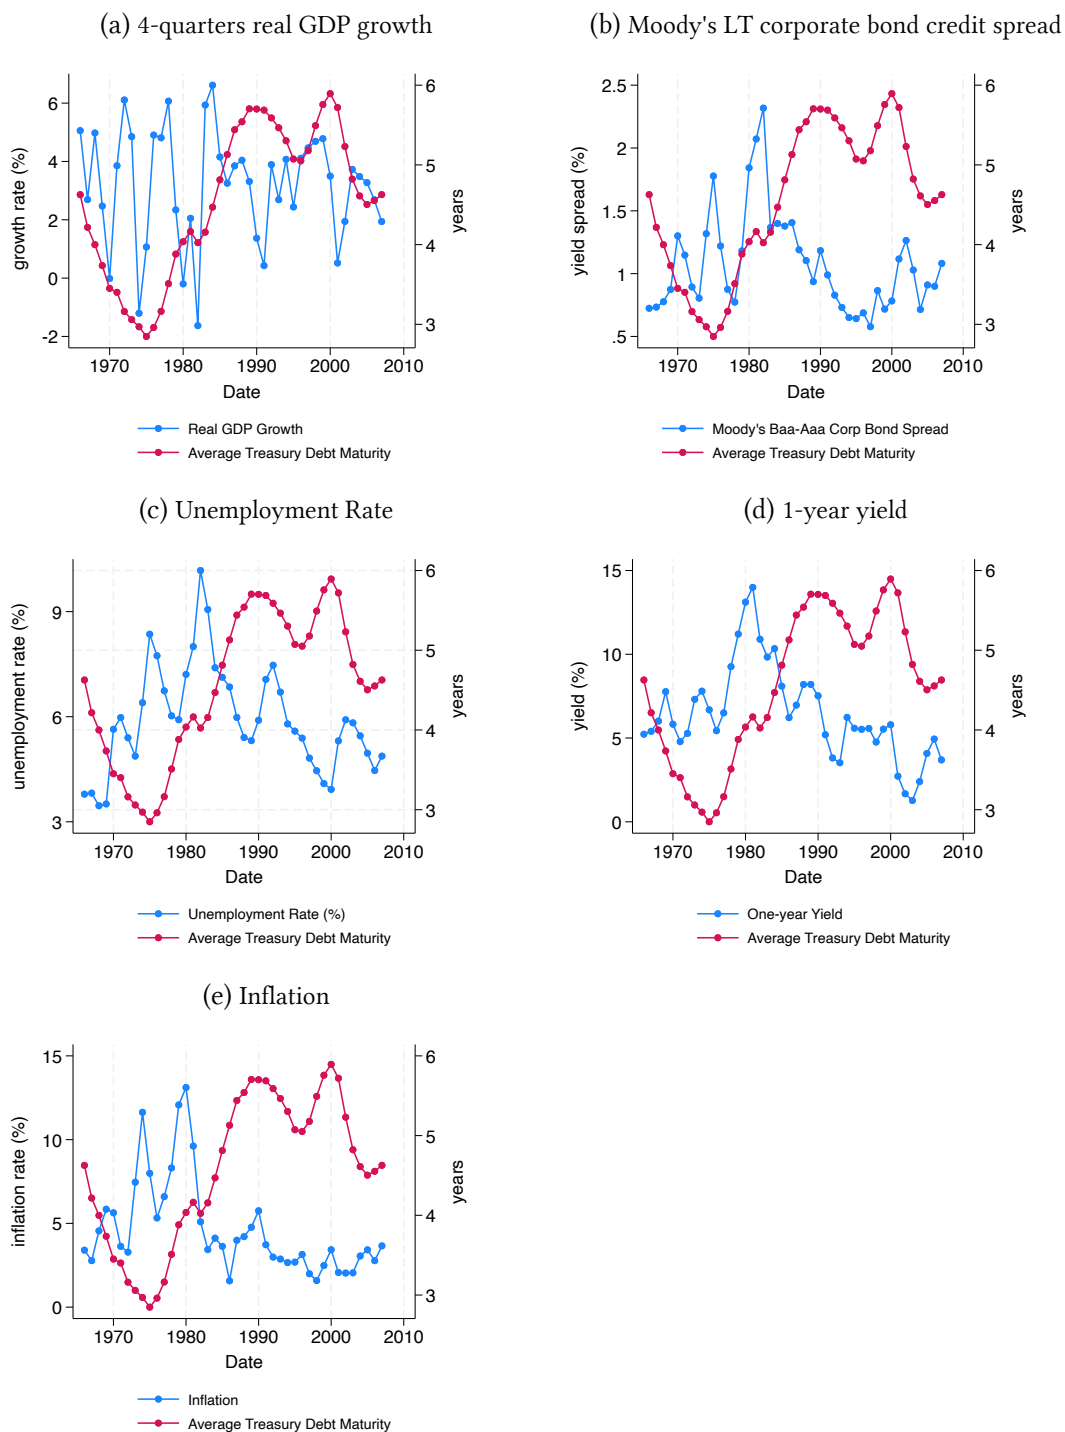 (a) 4-quarters real GDP growth
growth rate (%)
6
4
2
0
-2
6
5
4
3
years
1970 1980 1990 2000 2010
Date
Real GDP Growth
Average Treasury Debt Maturity
(b) Moody's LT corporate bond credit spread
yield spread (%)
2.5
2
1.5
1
.5
6
5
4
3
years
1970 1980 1990 2000 2010
Date
Moody's Baa-Aaa Corp Bond Spread
Average Treasury Debt Maturity
(c) Unemployment Rate
unemployment rate (%)
9
6
3
6
5
4
3
years
1970 1980 1990 2000 2010
Date
Unemployment Rate (%)
Average Treasury Debt Maturity
(d) 1-year yield
yield (%)
15
10
5
0
6
5
4
3
years
1970 1980 1990 2000 2010
Date
One-year Yield
Average Treasury Debt Maturity
(e) Inflation
inflation rate (%)
15
10
5
0
6
5
4
3
years
1970 1980 1990 2000 2010
Date
Inflation
Average Treasury Debt Maturity